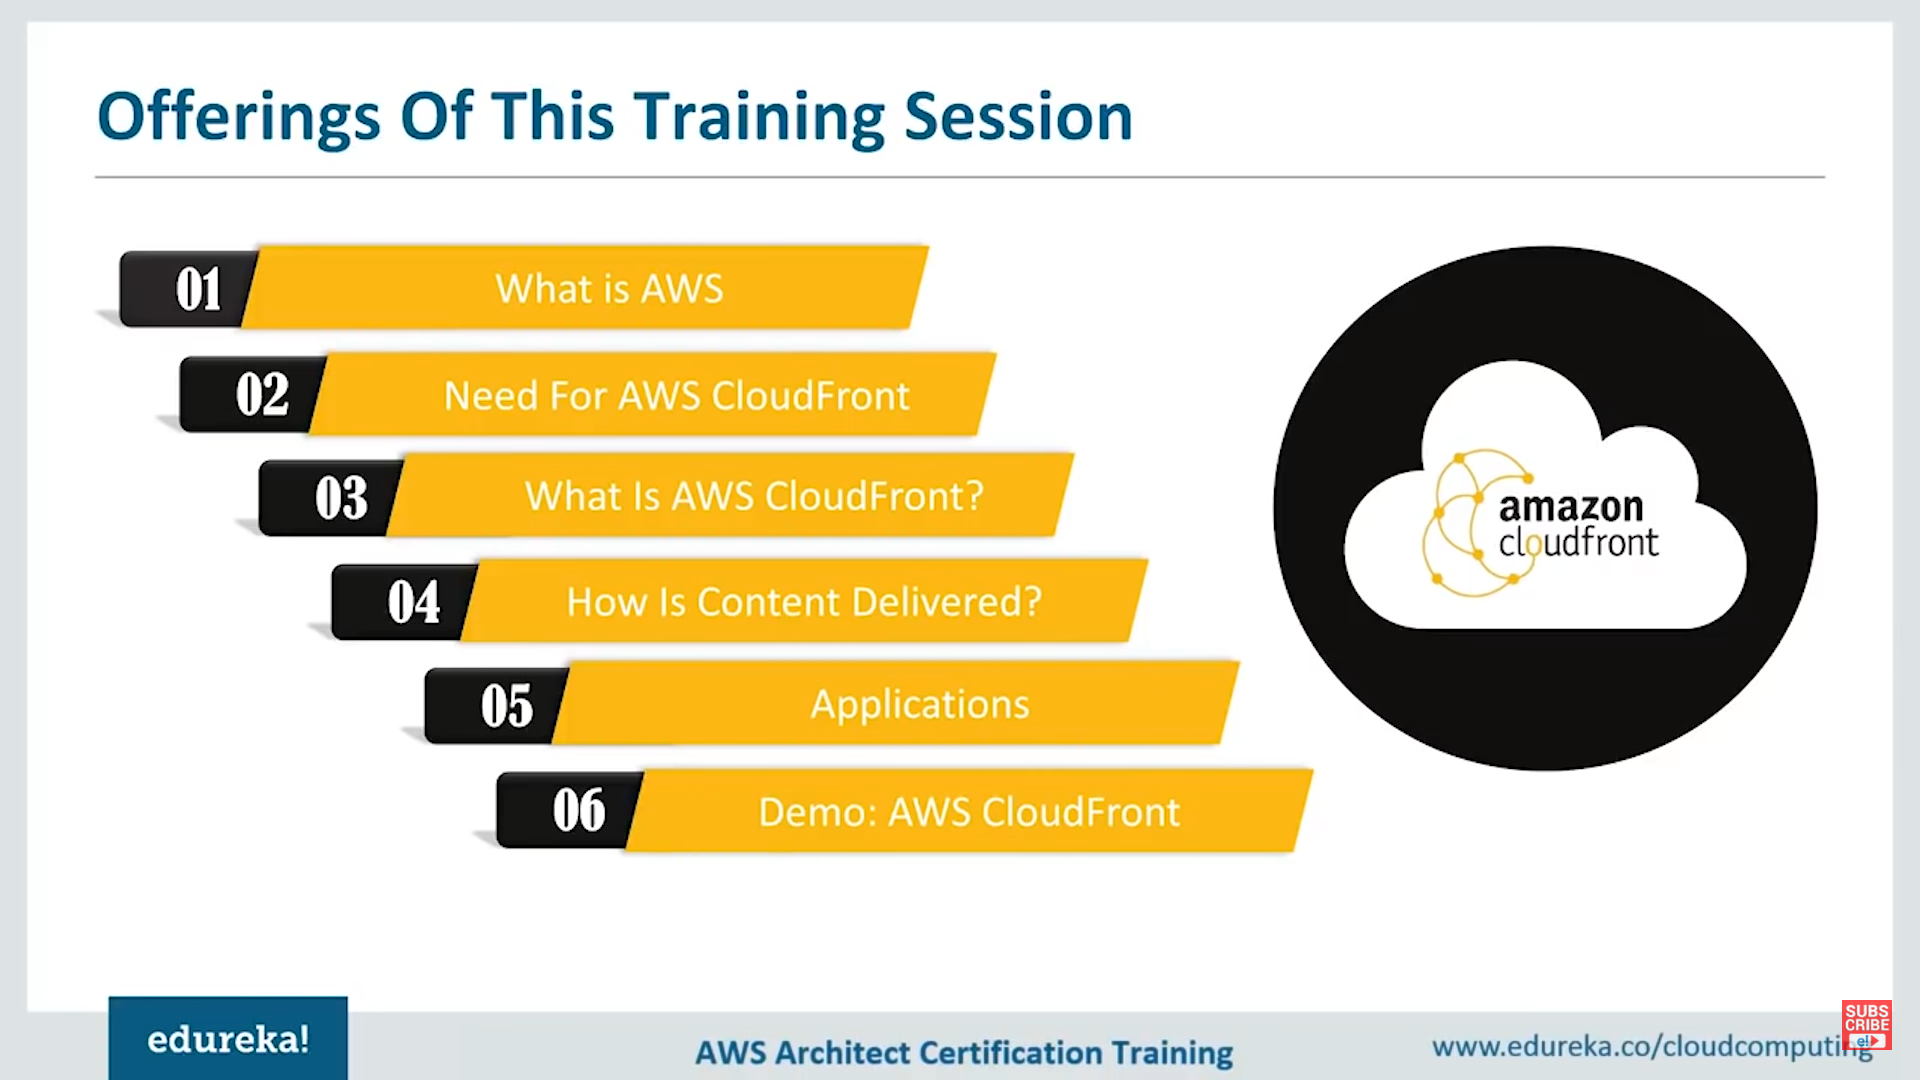 Offerings Of This Training Session
01 What is AWS
02 Need For AWS CloudFront
03 What Is AWS CloudFront?
04 How Is Content Delivered?
05 Applications
06 Demo: AWS CloudFront
amazon
cloudfront
edureka!
AWS Architect Certification Training
www.edureka.co/cloudcomputing
SUBS
CRIBE
e!